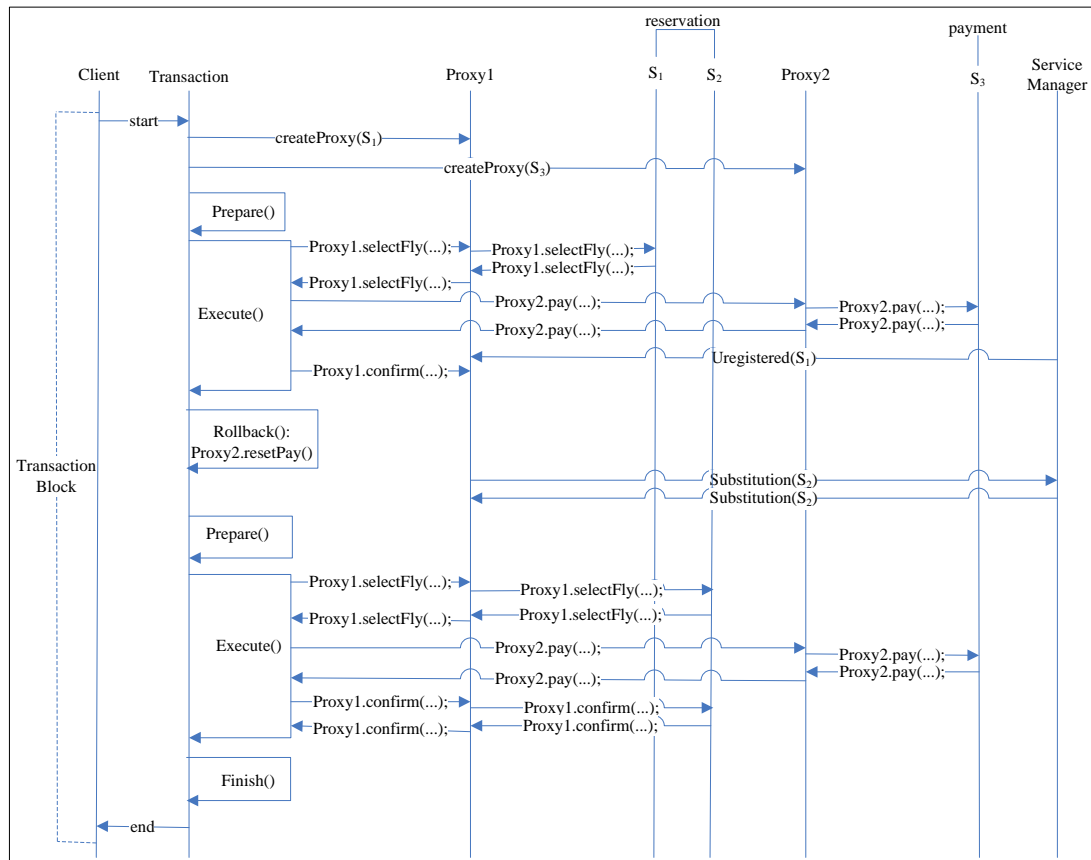 reservation
payment
Client
Transaction
Proxy1
S1
S2
Proxy2
S3
Service
Manager
start
createProxy(S1)
createProxy(S3)
Prepare()
Proxy1.selectFly(...);
Proxy1.selectFly(...);
Proxy1.selectFly(...);
Proxy1.selectFly(...);
Execute()
Proxy2.pay(...);
Proxy2.pay(...);
Proxy2.pay(...);
Proxy2.pay(...);
Uregistered(S1)
Proxy1.confirm(...);
Rollback():
Proxy2.resetPay()
Transaction
Block
Substitution(S2)
Substitution(S2)
Prepare()
Proxy1.selectFly(...);
Proxy1.selectFly(...);
Proxy1.selectFly(...);
Proxy1.selectFly(...);
Execute()
Proxy2.pay(...);
Proxy2.pay(...);
Proxy2.pay(...);
Proxy2.pay(...);
Proxy1.confirm(...);
Proxy1.confirm(...);
Proxy1.confirm(...);
Proxy1.confirm(...);
Finish()
end